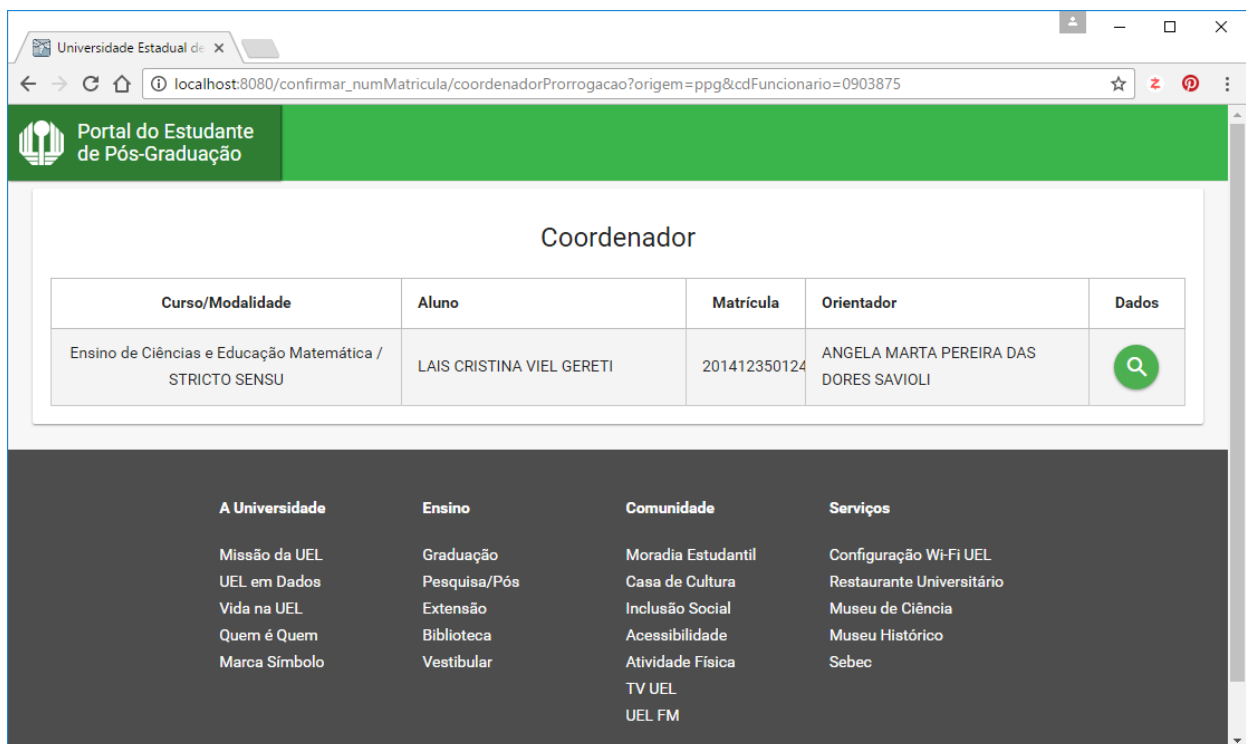 Universidade Estadual de
localhost:8080/confirmar_numMatricula/coordenadorProrrogacao?origem=ppg&cdFuncionario=0903875
Portal do Estudante
de Pós-Graduação
Coordenador
Curso/Modalidade Aluno Matrícula Orientador Dados
Ensino de Ciências e Educação Matemática /
STRICTO SENSU
LAIS CRISTINA VIEL GERETI
201412350124
ANGELA MARTA PEREIRA DAS
DORES SAVIOLI
A Universidade
Missão da UEL
UEL em Dados
Vida na UEL
Quem é Quem
Marca Símbolo
Ensino
Graduação
Pesquisa/Pós
Extensão
Biblioteca
Vestibular
Comunidade
Moradia Estudantil
Casa de Cultura
Inclusão Social
Acessibilidade
Atividade Física
TV UEL
UEL FM
Serviços
Configuração Wi-Fi UEL
Restaurante Universitário
Museu de Ciência
Museu Histórico
Sebec